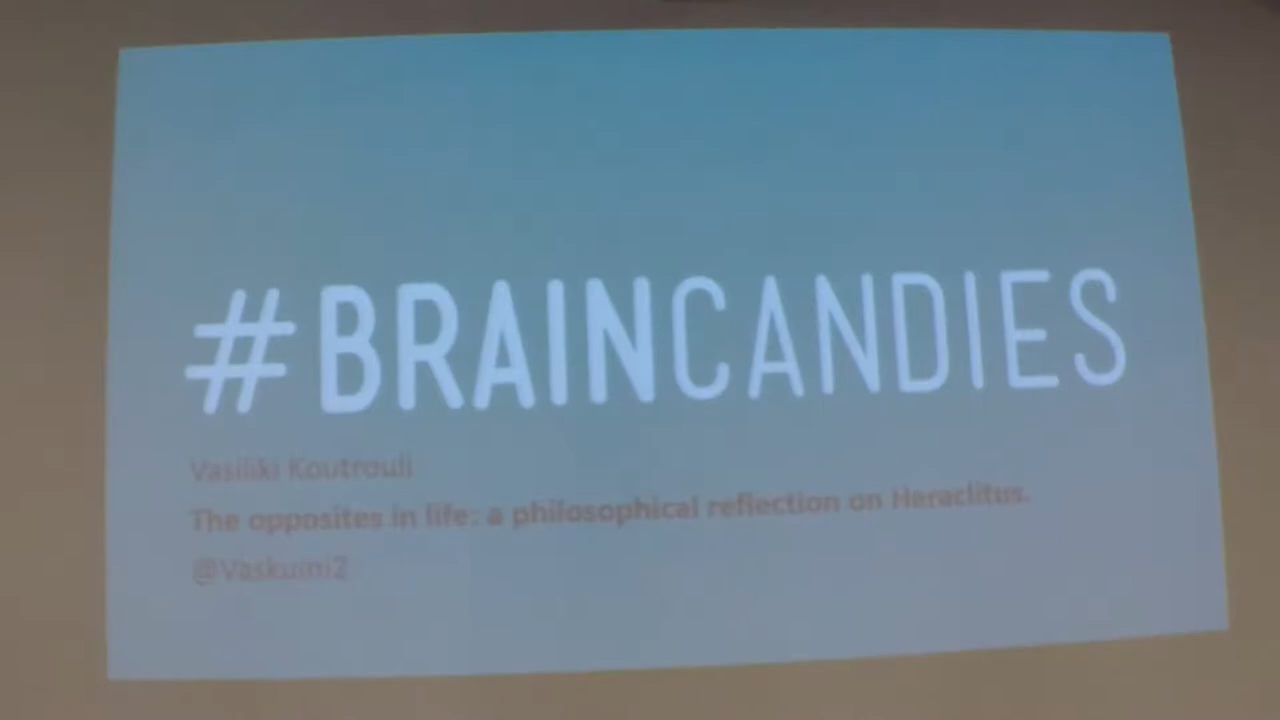 #BRAINCANDIES
Vasiliki Koutrouli
The opposites in life: a philosophical reflection on Heraclitus.